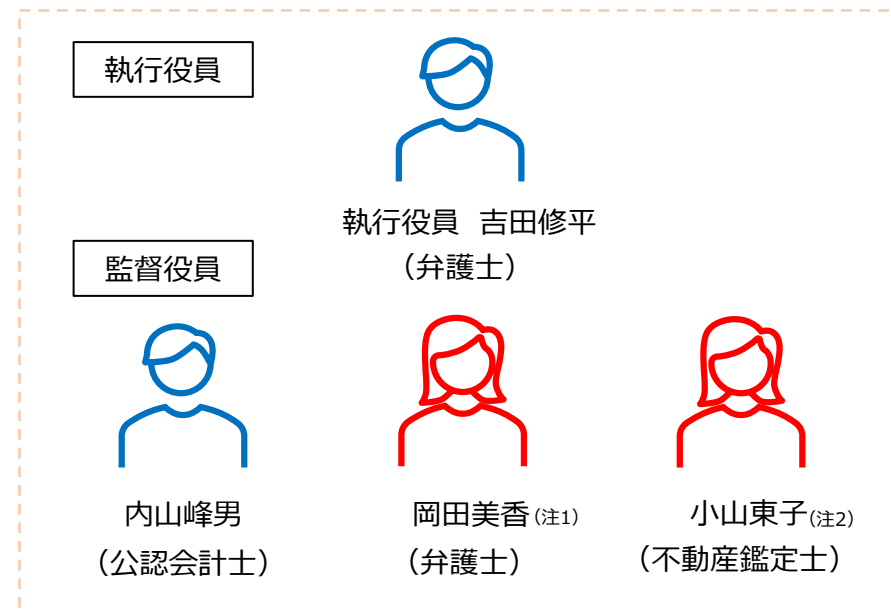 執行役員
執行役員 吉田修平
（弁護士）
監督役員
内山峰男
（公認会計士）
岡田美香(注1)
（弁護士）
小山東子(注2)
（不動産鑑定士）